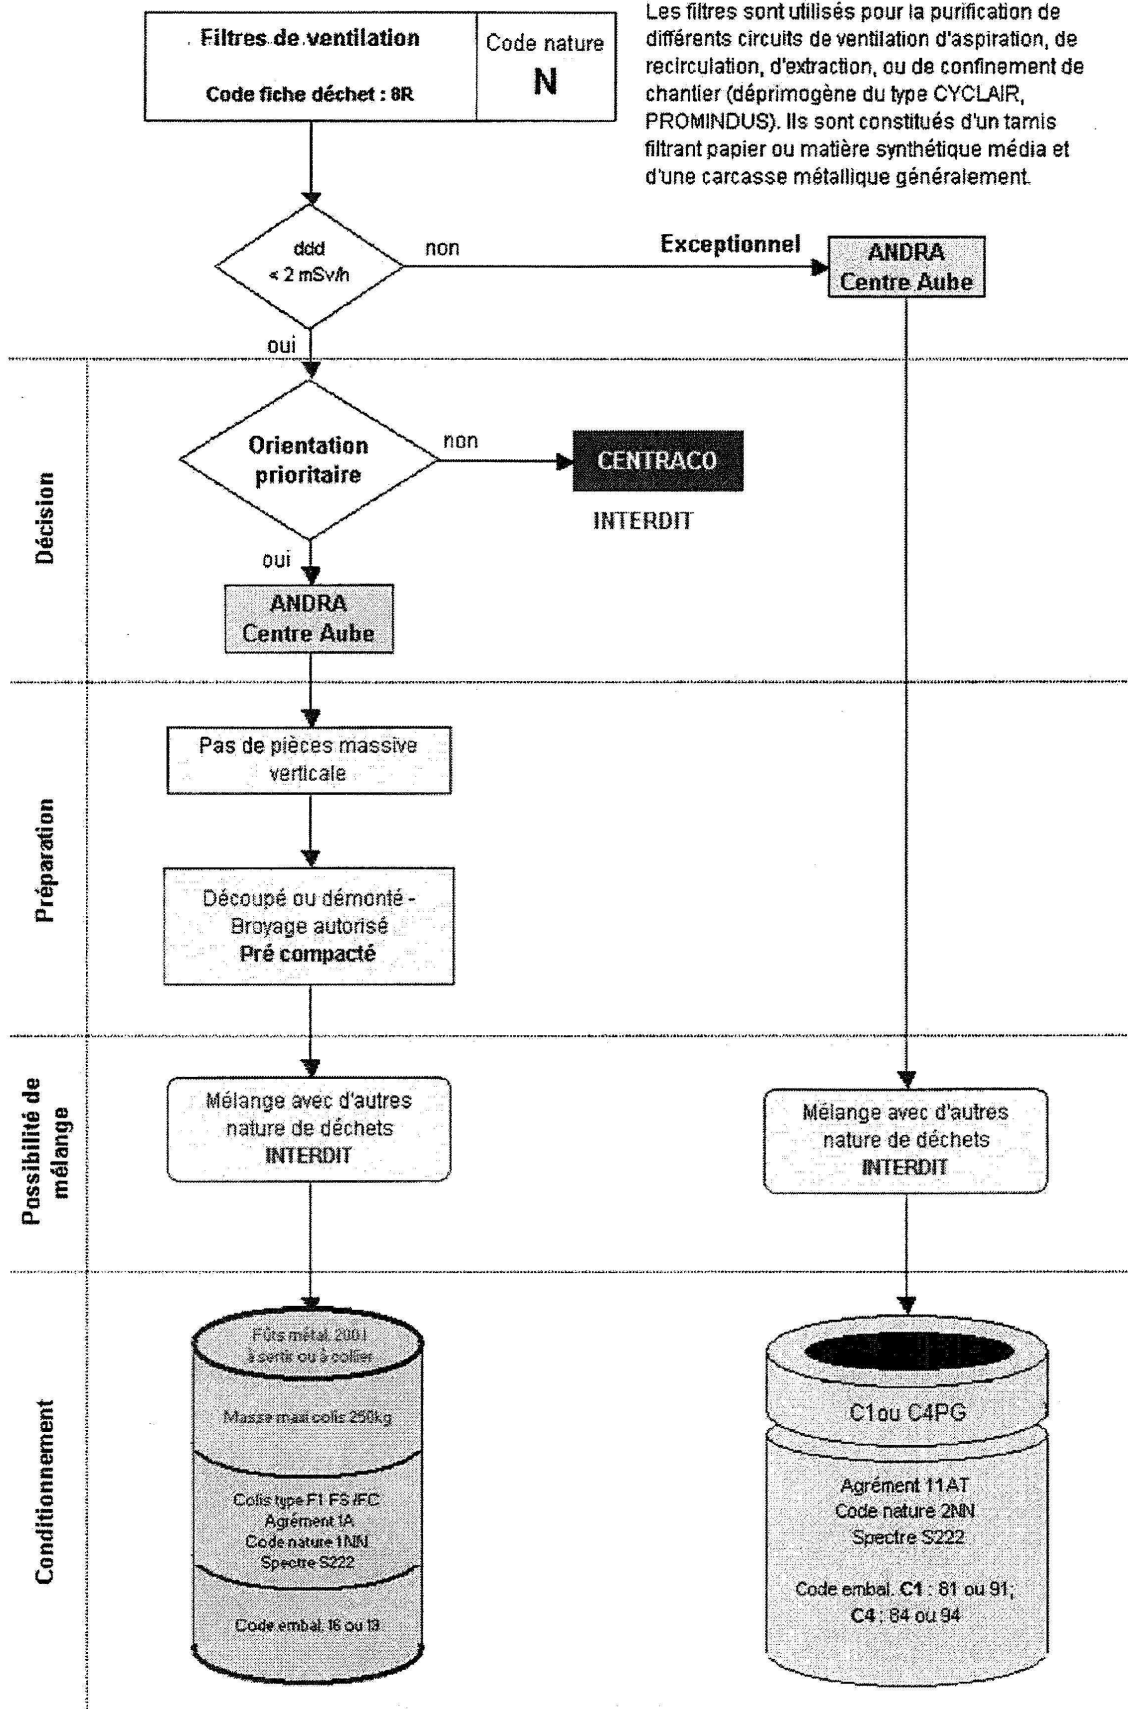 Filtres de ventilation
Code fiche déchet : 8R
Code nature
N
Les filtres sont utilisés pour la purification de
différents circuits de ventilation d'aspiration, de
recirculation, d'extraction, ou de confinement de
chantier (déprimogène du type CYCLAIR,
PROMINDUS). Ils sont constitués d'un tamis
filtrant papier ou matière synthétique média et
d'une carcasse métallique généralement.
ddd
< 2 mSv/h
non
Exceptionnel
ANDRA
Centre Aube
oui
Décision
Orientation
prioritaire
non
CENTRACO
INTERDIT
oui
ANDRA
Centre Aube
Préparation
Pas de pièces massive
verticale
Découpé ou démonté -
Broyage autorisé
Pré compacté
Possibilité de
mélange
Mélange avec d'autres
nature de déchets
INTERDIT
Mélange avec d'autres
nature de déchets
INTERDIT
Conditionnement
Fûts métal. 200 l
à sertir ou à collier
Masse maxi colis 250kg
Colis type F1 FS /FC
Agrément 1A
Code nature 1NN
Spectre S222
Code embal. 16 ou 19
C1ou C4PG
Agrément 11AT
Code nature 2NN
Spectre S222
Code embal. C1 : 81 ou 91;
C4 : 84 ou 94